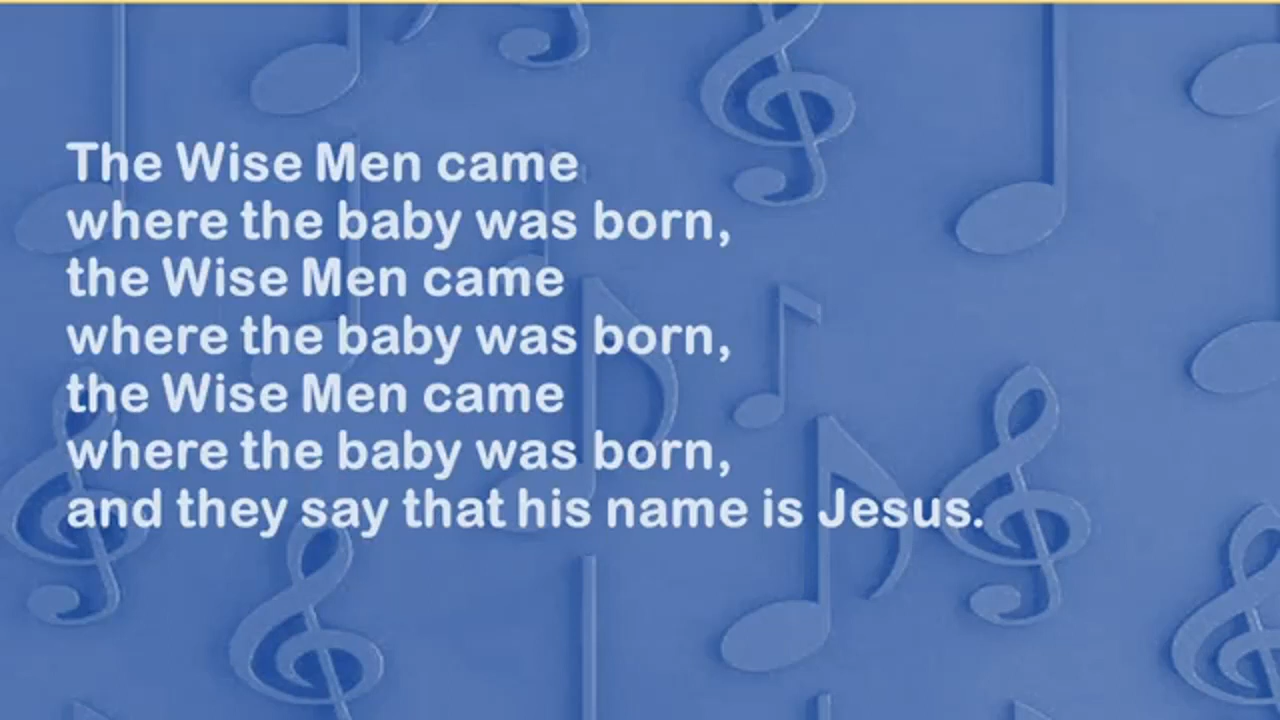 The Wise Men came
where the baby was born,
the Wise Men came
where the baby was born,
the Wise Men came
where the baby was born,
and they say that his name is Jesus.